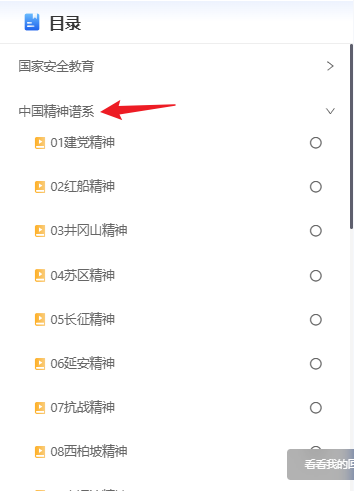 目录
国家安全教育
中国精神谱系
01建党精神
02红船精神
03井冈山精神
04苏区精神
05长征精神
06延安精神
07抗战精神
08西柏坡精神
看看我的回